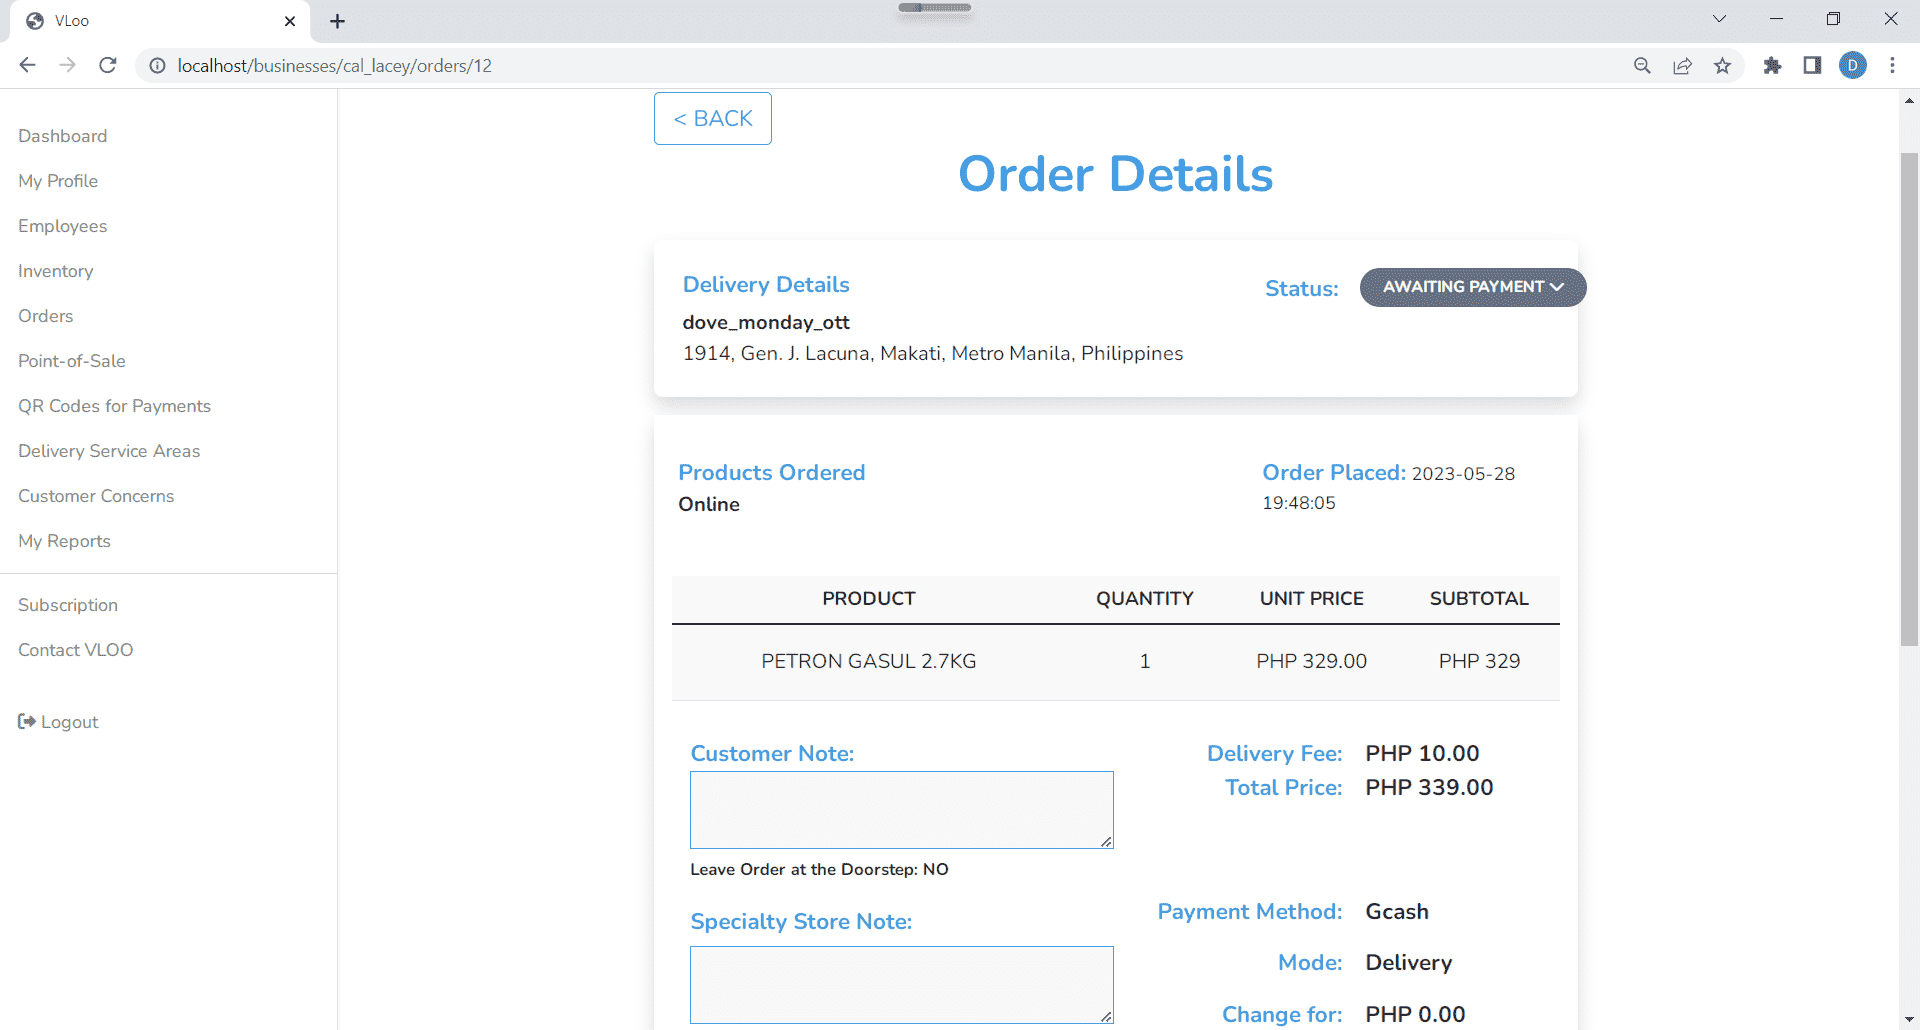 VLoo
localhost/businesses/cal_lacey/orders/12
D
Dashboard
My Profile
Employees
Inventory
Orders
Point-of-Sale
QR Codes for Payments
Delivery Service Areas
Customer Concerns
My Reports
Subscription
Contact VLOO
Logout
< BACK
Order Details
Delivery Details
Status: AWAITING PAYMENT
dove_monday_ott
1914, Gen. J. Lacuna, Makati, Metro Manila, Philippines
Products Ordered
Online
Order Placed: 2023-05-28
19:48:05
PRODUCT QUANTITY UNIT PRICE SUBTOTAL
PETRON GASUL 2.7KG 1 PHP 329.00 PHP 329
Customer Note:
Delivery Fee: PHP 10.00
Total Price: PHP 339.00
Leave Order at the Doorstep: NO
Specialty Store Note:
Payment Method: Gcash
Mode: Delivery
Change for: PHP 0.00